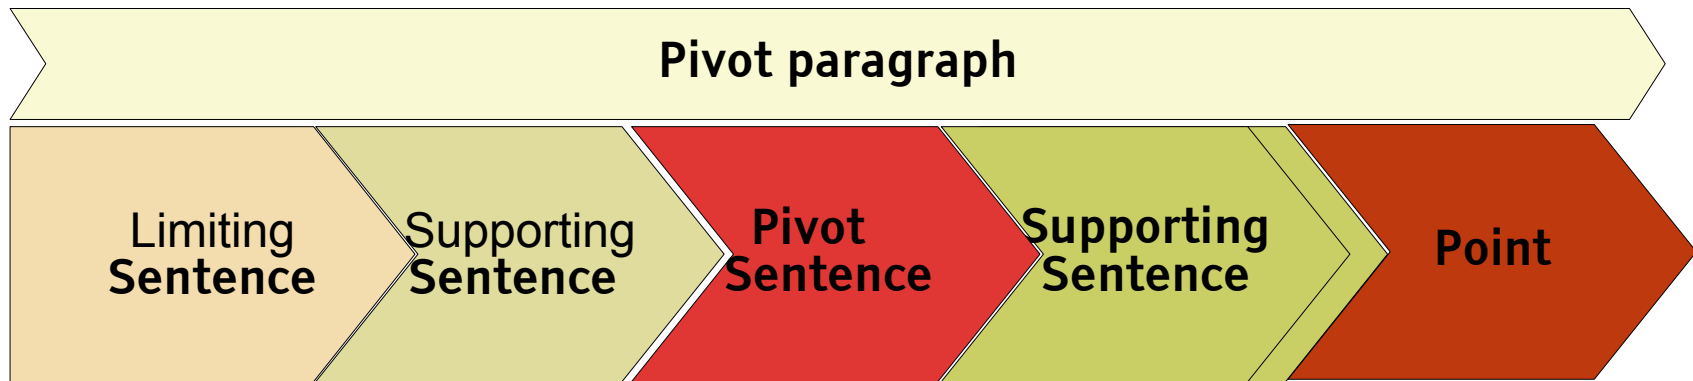 Pivot paragraph
Limiting
Sentence
Supporting
Sentence
Pivot
Sentence
Supporting
Sentence
Point